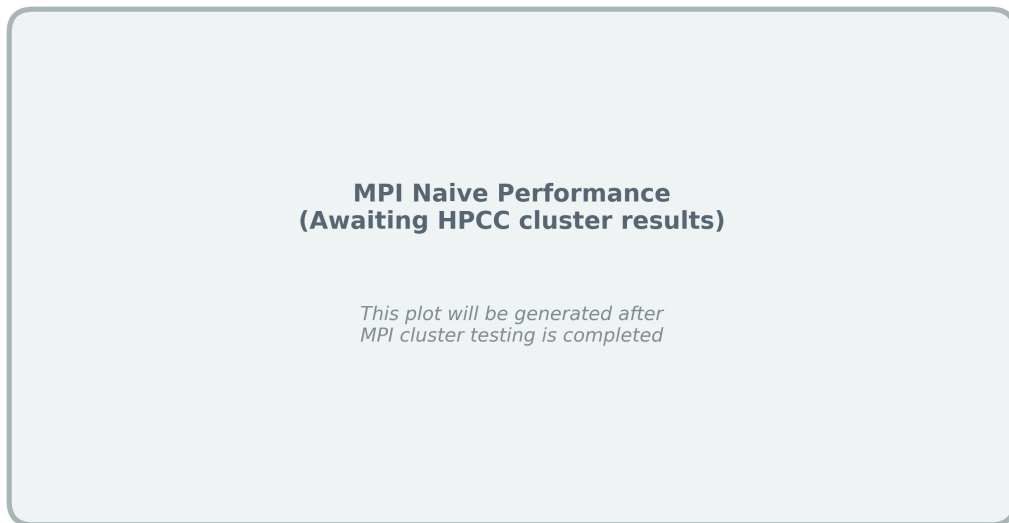 MPI Naive Performance
(Awaiting HPCC cluster results)
This plot will be generated after
MPI cluster testing is completed